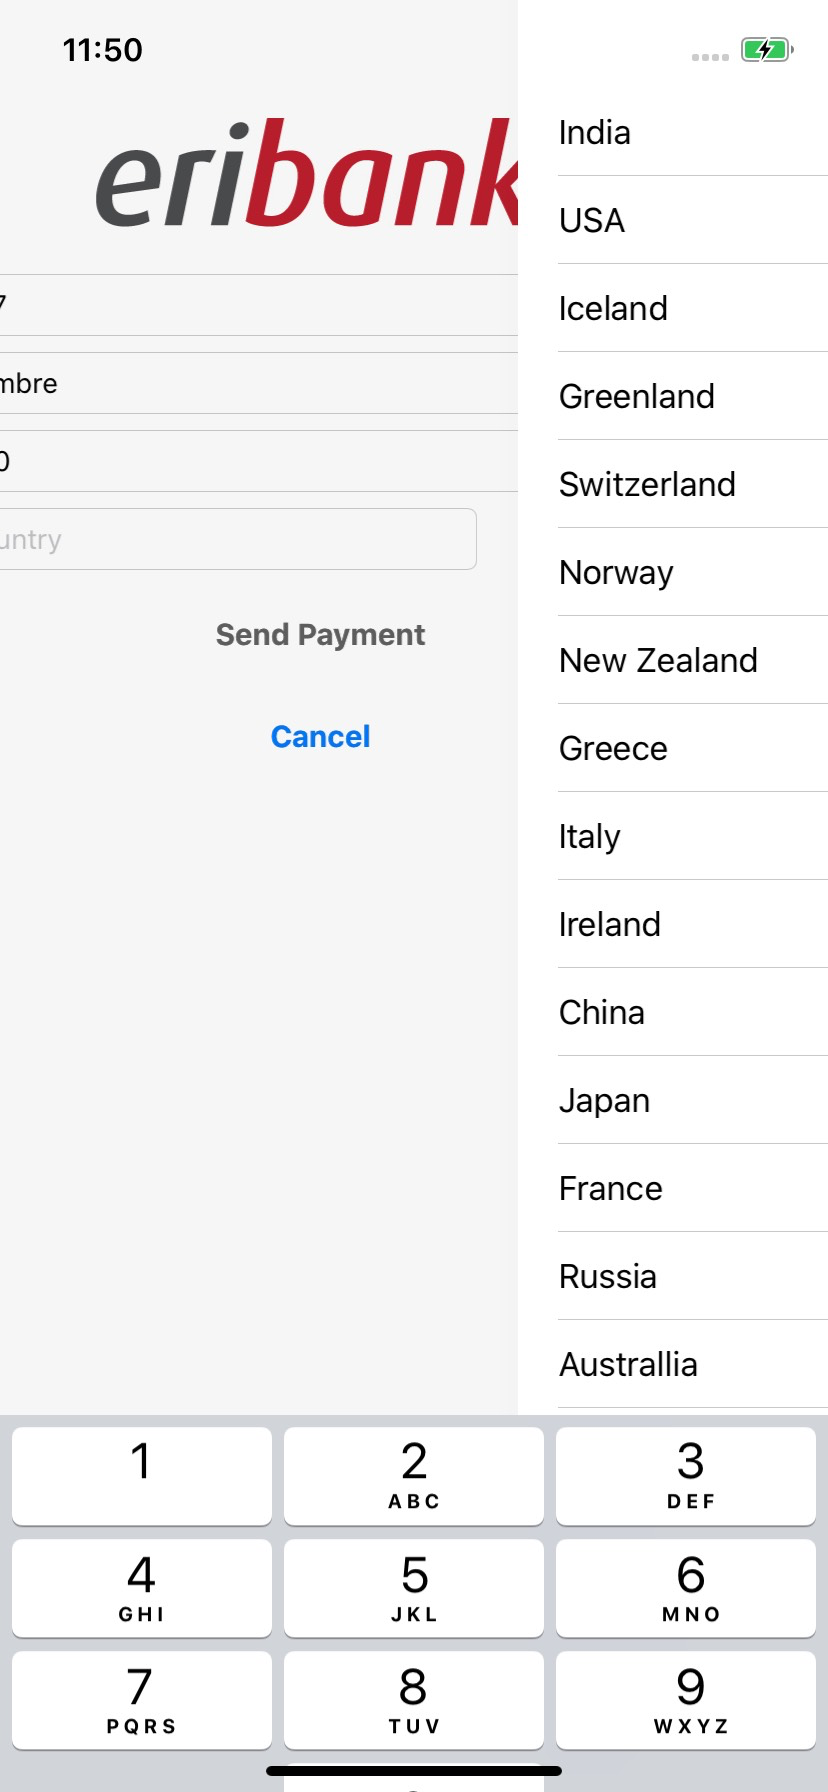 11:50
eribank
7
mbre
0
untry
Send Payment
Cancel
India
USA
Iceland
Greenland
Switzerland
Norway
New Zealand
Greece
Italy
Ireland
China
Japan
France
Russia
Australlia
1
2 ABC
3 DEF
4 GHI
5 JKL
6 MNO
7 PQRS
8 TUV
9 WXYZ